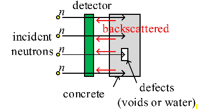 detector
n
backscattered
incident
n
neutrons
n
n
defects
(voids or water)
concrete